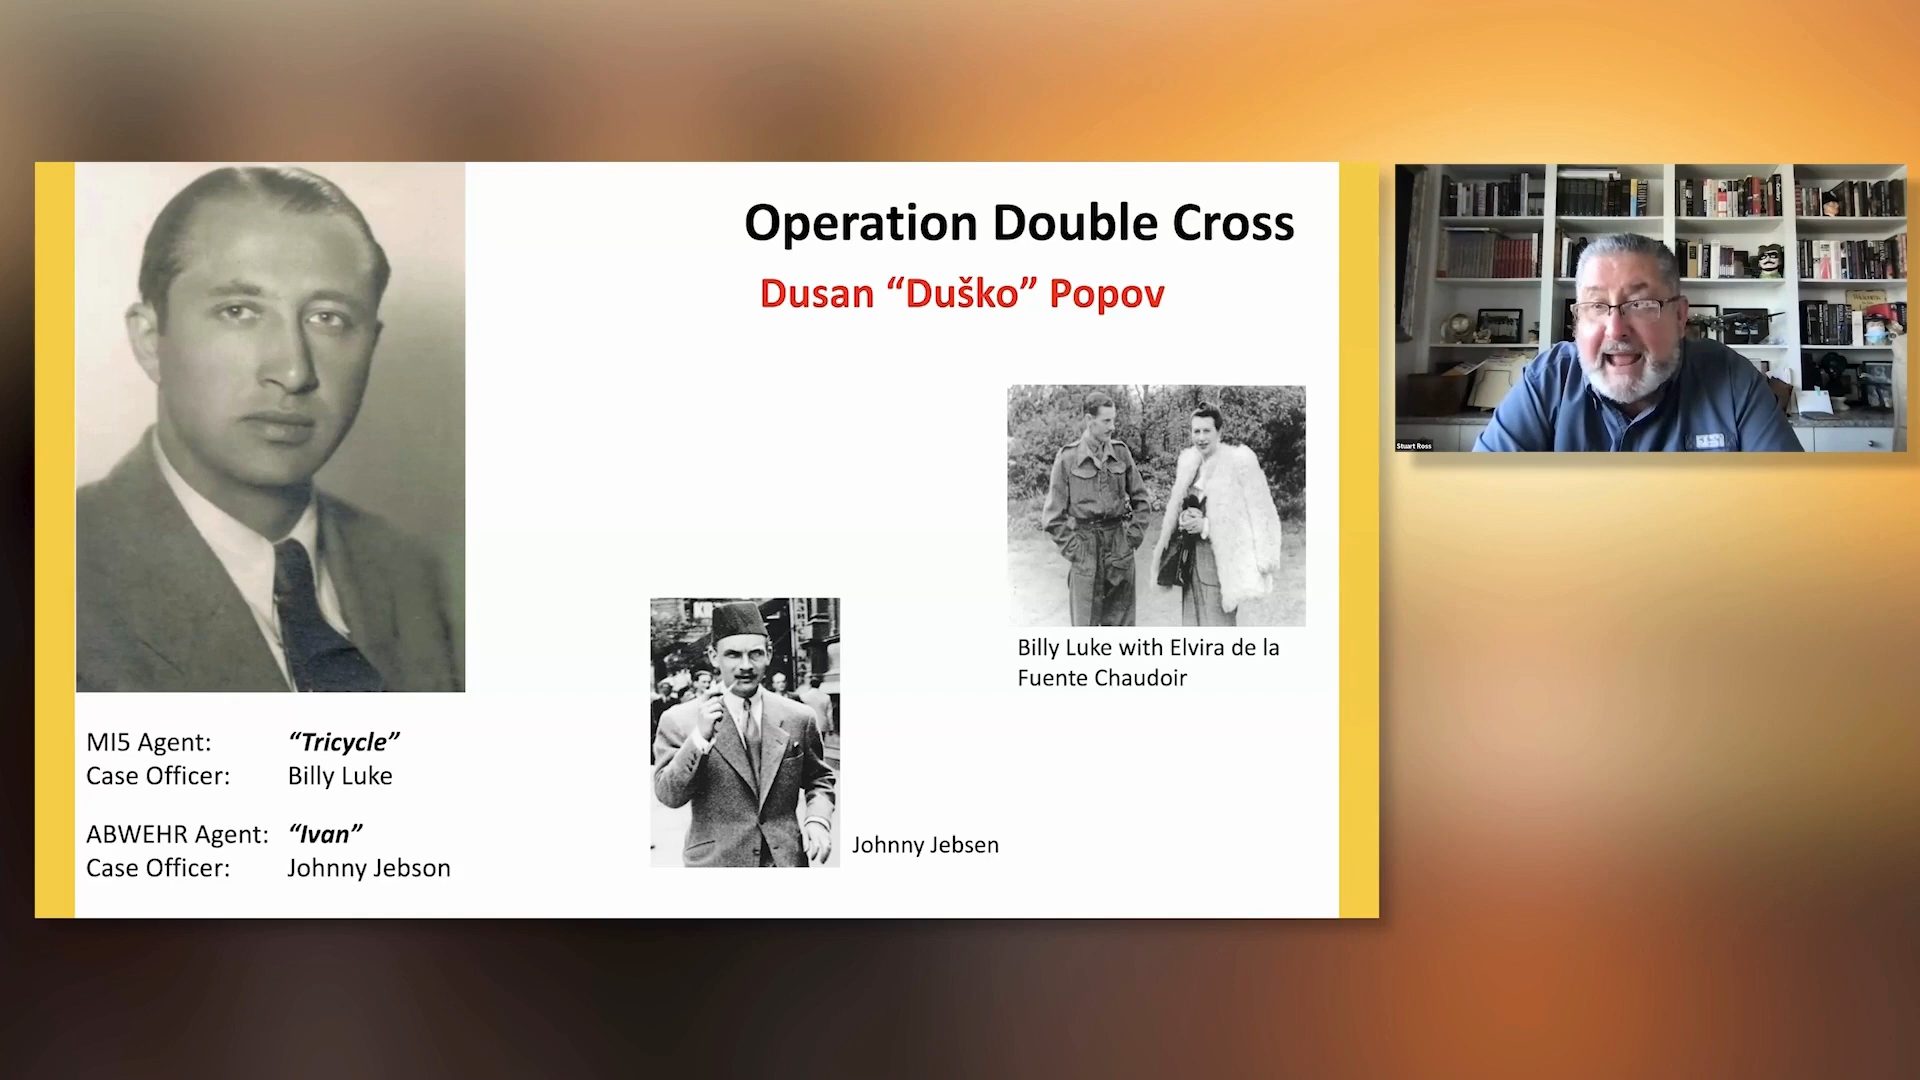 Operation Double Cross
Dusan “Duško” Popov
Billy Luke with Elvira de la
Fuente Chaudoir
Johnny Jebsen
MI5 Agent: “Tricycle”
Case Officer: Billy Luke
ABWEHR Agent: “Ivan”
Case Officer: Johnny Jebson
Stuart Ross